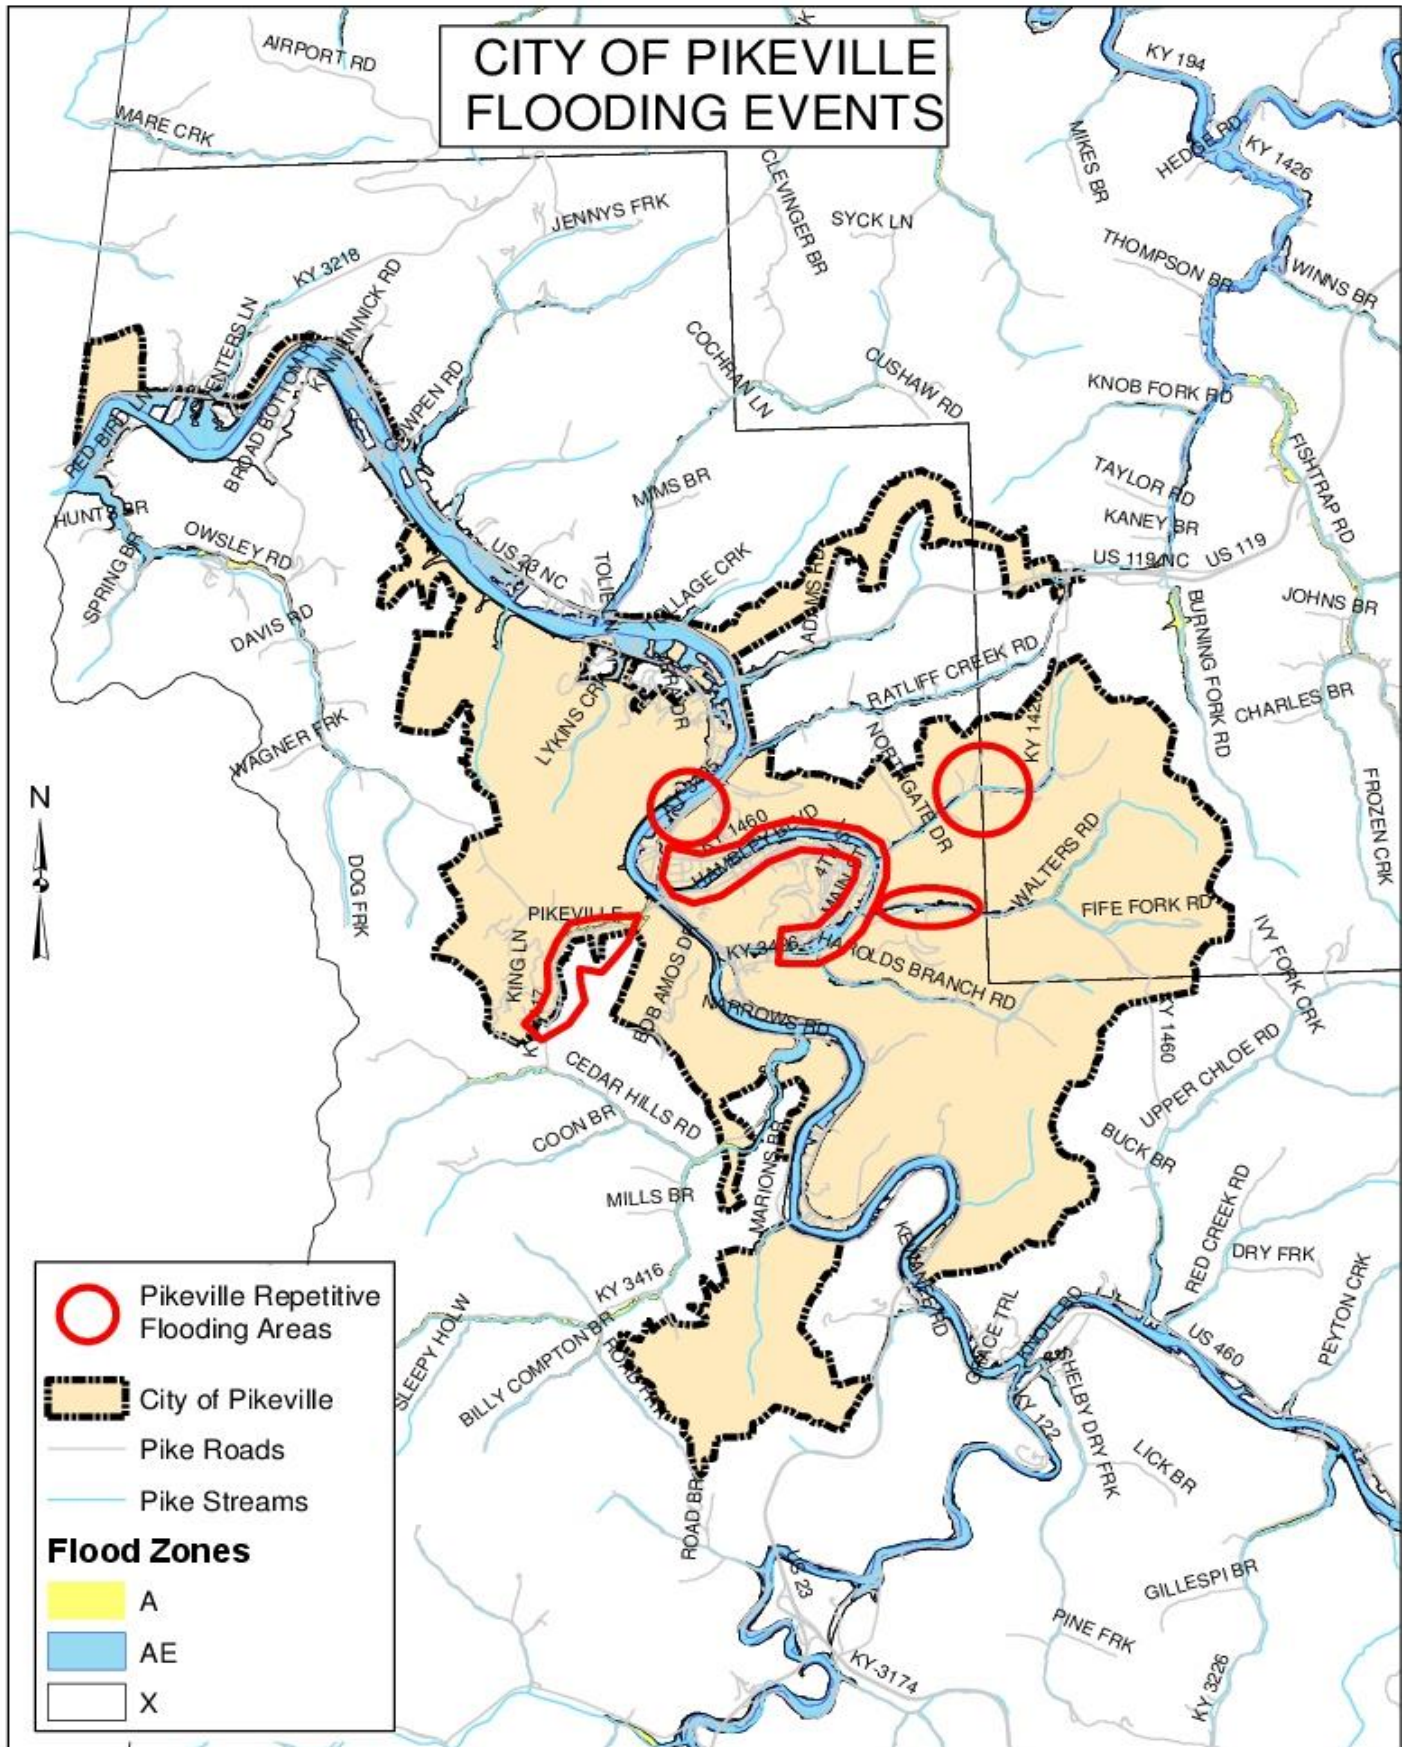 CITY OF PIKEVILLE
FLOODING EVENTS
AIRPORT RD
MARE CRK
KY 194
HEDGE RD
KY 1426
MIKES BR
CLEVINGER BR
SYCK LN
JENNYS FRK
KY 3218
THOMPSON BR
WINNS BR
COCHRAN LN
CUSHAW RD
KNOB FORK RD
RED BIRD
BROAD BOTTOM
MIMS BR
TAYLOR RD
KANEY BR
FISHTRAP RD
HUNTS BR
OWSLEY RD
SPRING BR
US 23 NC
US 119 NC
US 119
ADAMS RD
JOHNS BR
DAVIS RD
BURNING FORK RD
RATLIFF CREEK RD
CHARLES BR
LYKINS CRK
WAGNER FRK
NORTHGATE DR
FROZEN CRK
N
KY 1460
HAMBLEY BLVD
4TH ST
MAIN ST
WALTERS RD
DOG FRK
PIKEVILLE
FIFE FORK RD
KING LN
KY 3496
HAROLDS BRANCH RD
IVY FORK CRK
BOB AMOS DR
NARROWS RD
KY 1460
UPPER CHLOE RD
CEDAR HILLS RD
COON BR
BUCK BR
MILLS BR
MARIONS BR
RED CREEK RD
DRY FRK
PEYTON CRK
KY 3416
SLEEPY HOLW
BILLY COMPTON BR
GRACE TRL
KNOLL RD
US 460
KY 122
SHELBY DRY FRK
LICK BR
ROAD BR
US 23
GILLESPI BR
PINE FRK
KY-3174
KY 3226
Pikeville Repetitive
Flooding Areas
City of Pikeville
Pike Roads
Pike Streams
Flood Zones
A
AE
X